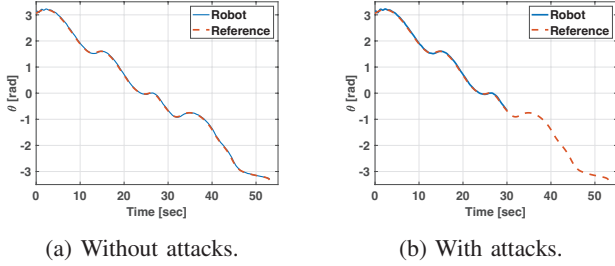 Robot
Reference
3
2
1
0
-1
-2
-3
θ [rad]
0 10 20 30 40 50
Time [sec]
(a) Without attacks.
Robot
Reference
3
2
1
0
-1
-2
-3
θ [rad]
0 10 20 30 40 50
Time [sec]
(b) With attacks.